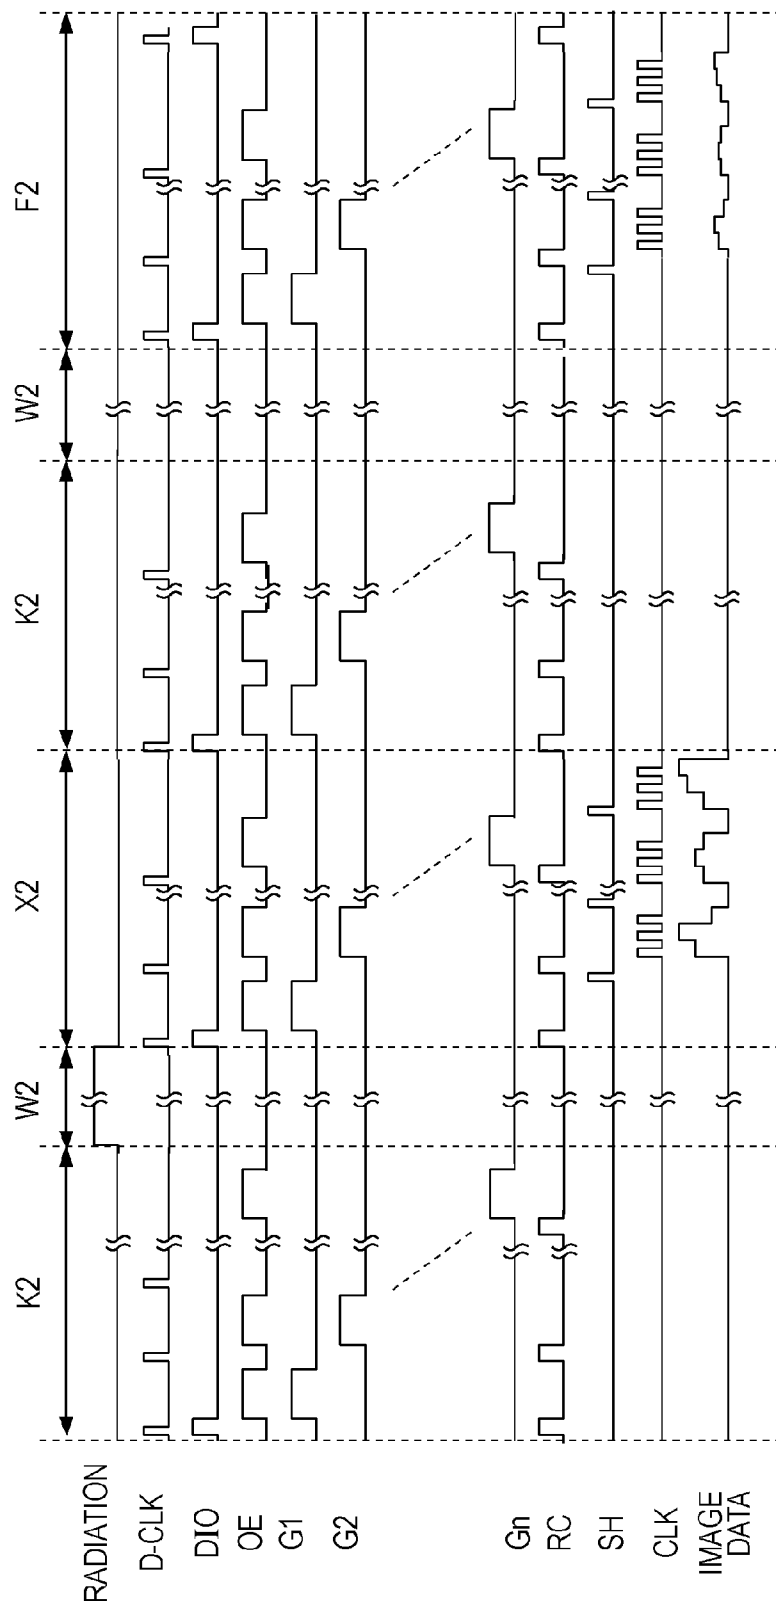 K2
W2
X2
K2
W2
F2
RADIATION
D-CLK
DIO
OE
G1
G2
Gn
RC
SH
CLK
IMAGE
DATA